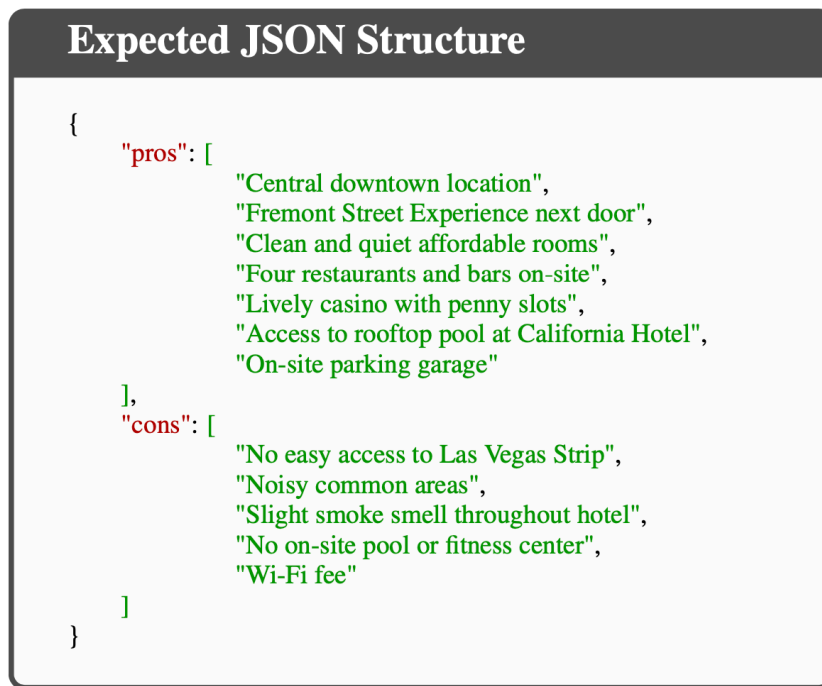 Expected JSON Structure
{
"pros": [
"Central downtown location",
"Fremont Street Experience next door",
"Clean and quiet affordable rooms",
"Four restaurants and bars on-site",
"Lively casino with penny slots",
"Access to rooftop pool at California Hotel",
"On-site parking garage"
],
"cons": [
"No easy access to Las Vegas Strip",
"Noisy common areas",
"Slight smoke smell throughout hotel",
"No on-site pool or fitness center",
"Wi-Fi fee"
]
}